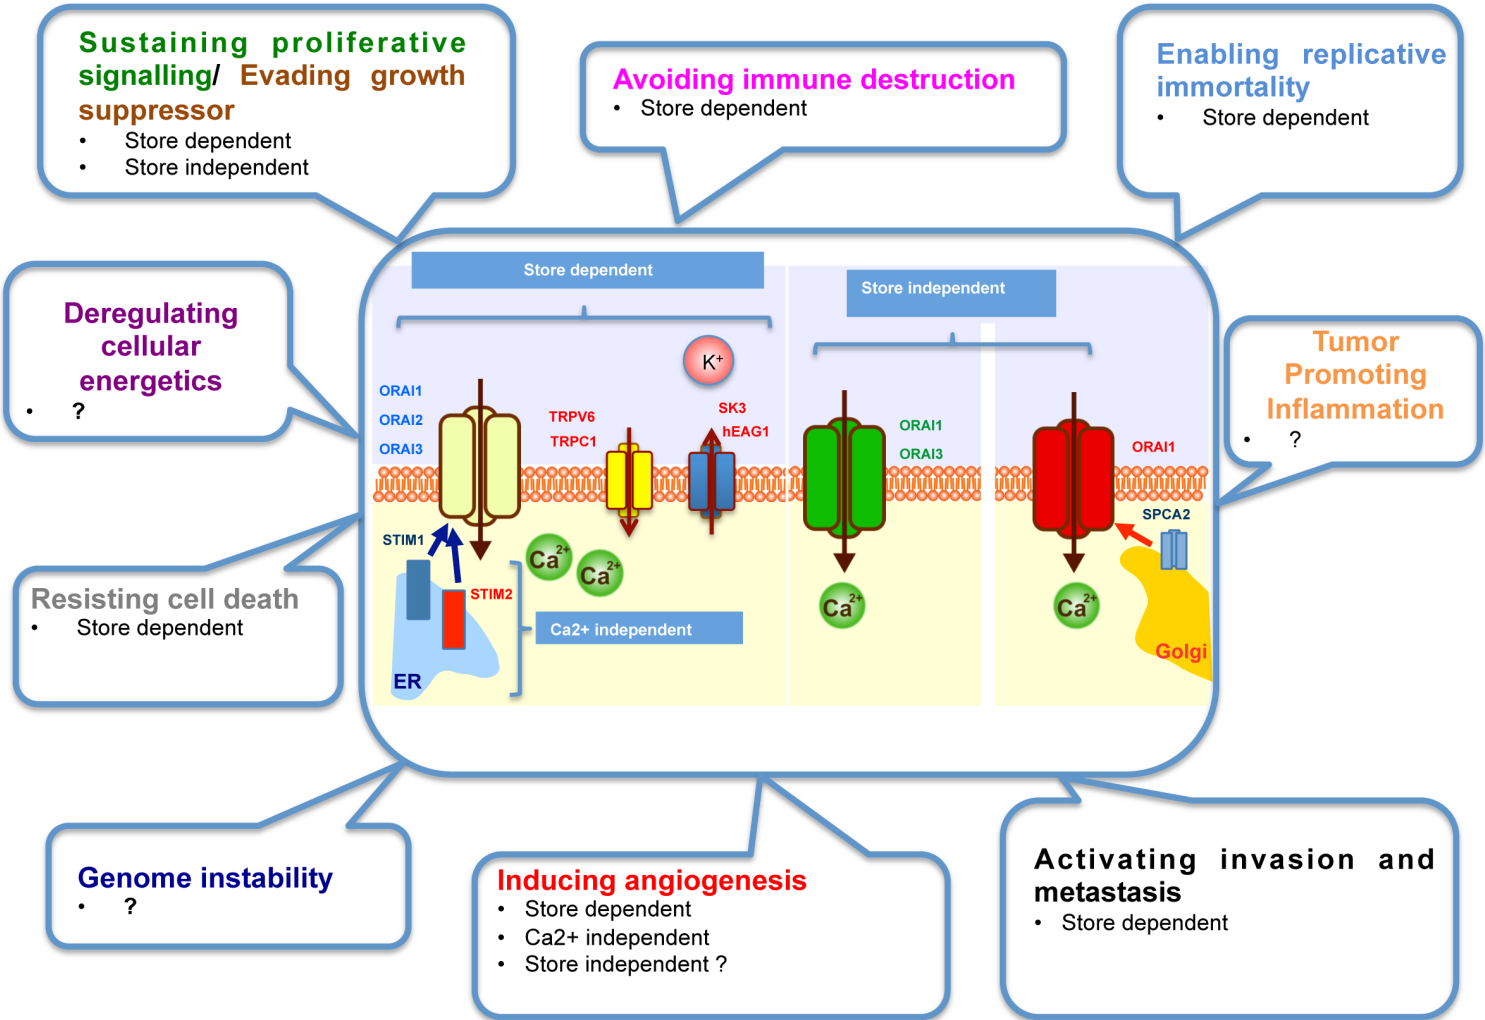 Sustaining proliferative
signalling/ Evading growth
suppressor
• Store dependent
• Store independent
Avoiding immune destruction
• Store dependent
Enabling replicative
immortality
• Store dependent
Deregulating
cellular
energetics
• ?
Tumor
Promoting
Inflammation
• ?
Resisting cell death
• Store dependent
Store dependent
Store independent
K+
ORAI1
ORAI2
ORAI3
TRPV6
TRPC1
SK3
hEAG1
ORAI1
ORAI3
ORAI1
STIM1
STIM2
SPCA2
Ca2+
Ca2+
Ca2+
Ca2+
Ca2+ independent
ER
Golgi
Genome instability
• ?
Inducing angiogenesis
• Store dependent
• Ca2+ independent
• Store independent ?
Activating invasion and
metastasis
• Store dependent